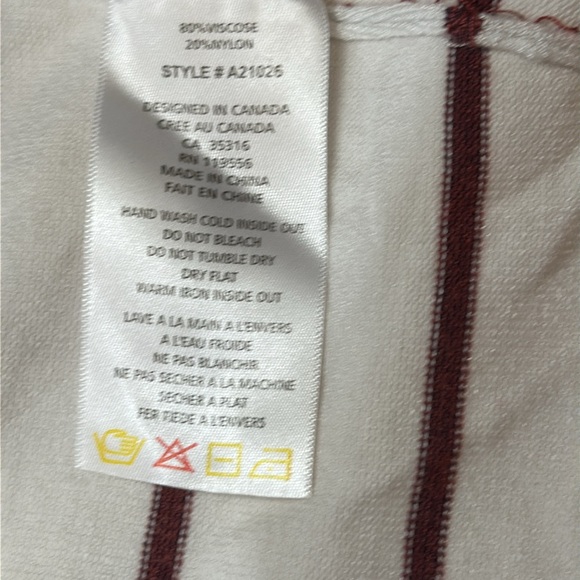 80%VISCOSE
20%NYLON
STYLE # A21026
DESIGNED IN CANADA
CREE AU CANADA
CA 35316
RN 113556
MADE IN CHINA
FAIT EN CHINE
HAND WASH COLD INSIDE OUT
DO NOT BLEACH
DO NOT TUMBLE DRY
DRY FLAT
WARM IRON INSIDE OUT
LAVE A LA MAIN A L'ENVERS
A L'EAU FROIDE
NE PAS BLANCHIR
NE PAS SECHER A LA MACHINE
SECHER A PLAT
FER TIEDE A L'ENVERS